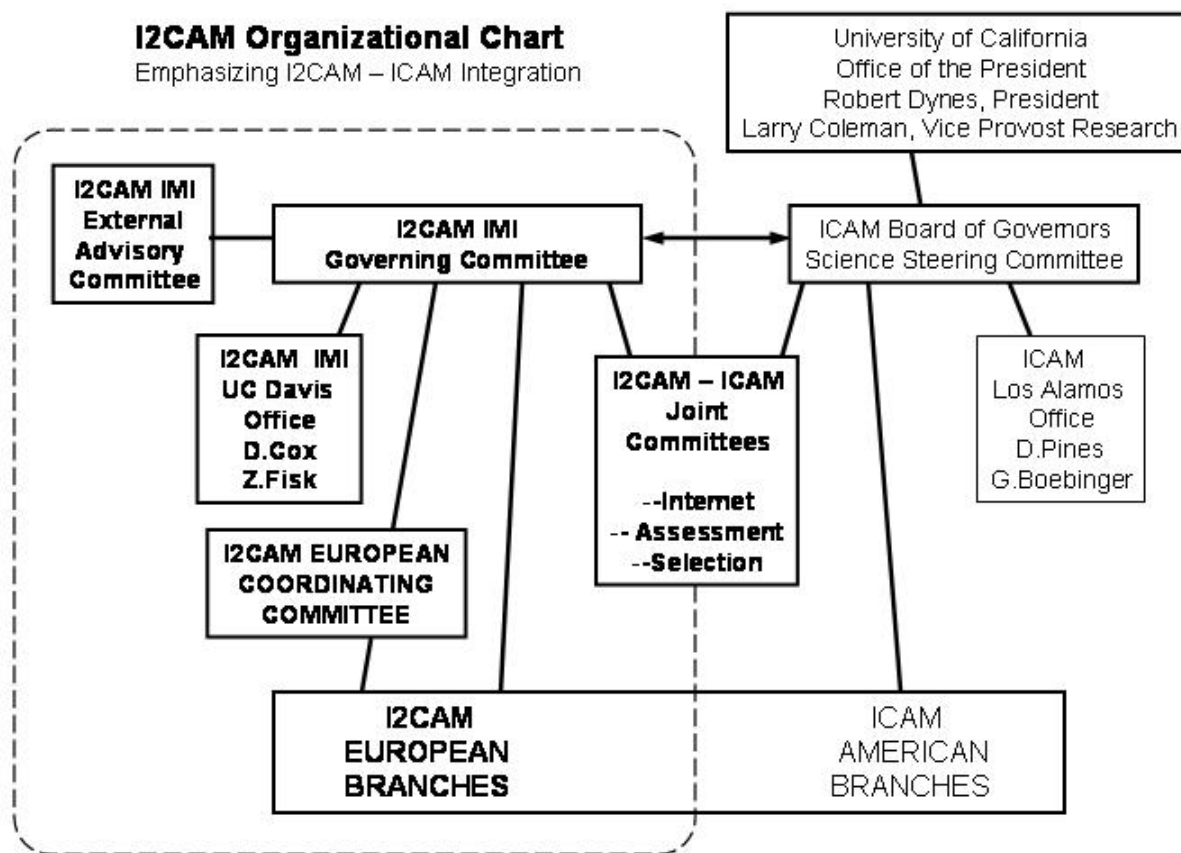 I2CAM Organizational Chart
Emphasizing I2CAM – ICAM Integration
University of California
Office of the President
Robert Dynes, President
Larry Coleman, Vice Provost Research
I2CAM IMI
External
Advisory
Committee
I2CAM IMI
Governing Committee
ICAM Board of Governors
Science Steering Committee
I2CAM IMI
UC Davis
Office
D.Cox
Z.Fisk
I2CAM – ICAM
Joint
Committees
--Internet
-- Assessment
--Selection
ICAM
Los Alamos
Office
D.Pines
G.Boebinger
I2CAM EUROPEAN
COORDINATING
COMMITTEE
I2CAM
EUROPEAN
BRANCHES
ICAM
AMERICAN
BRANCHES